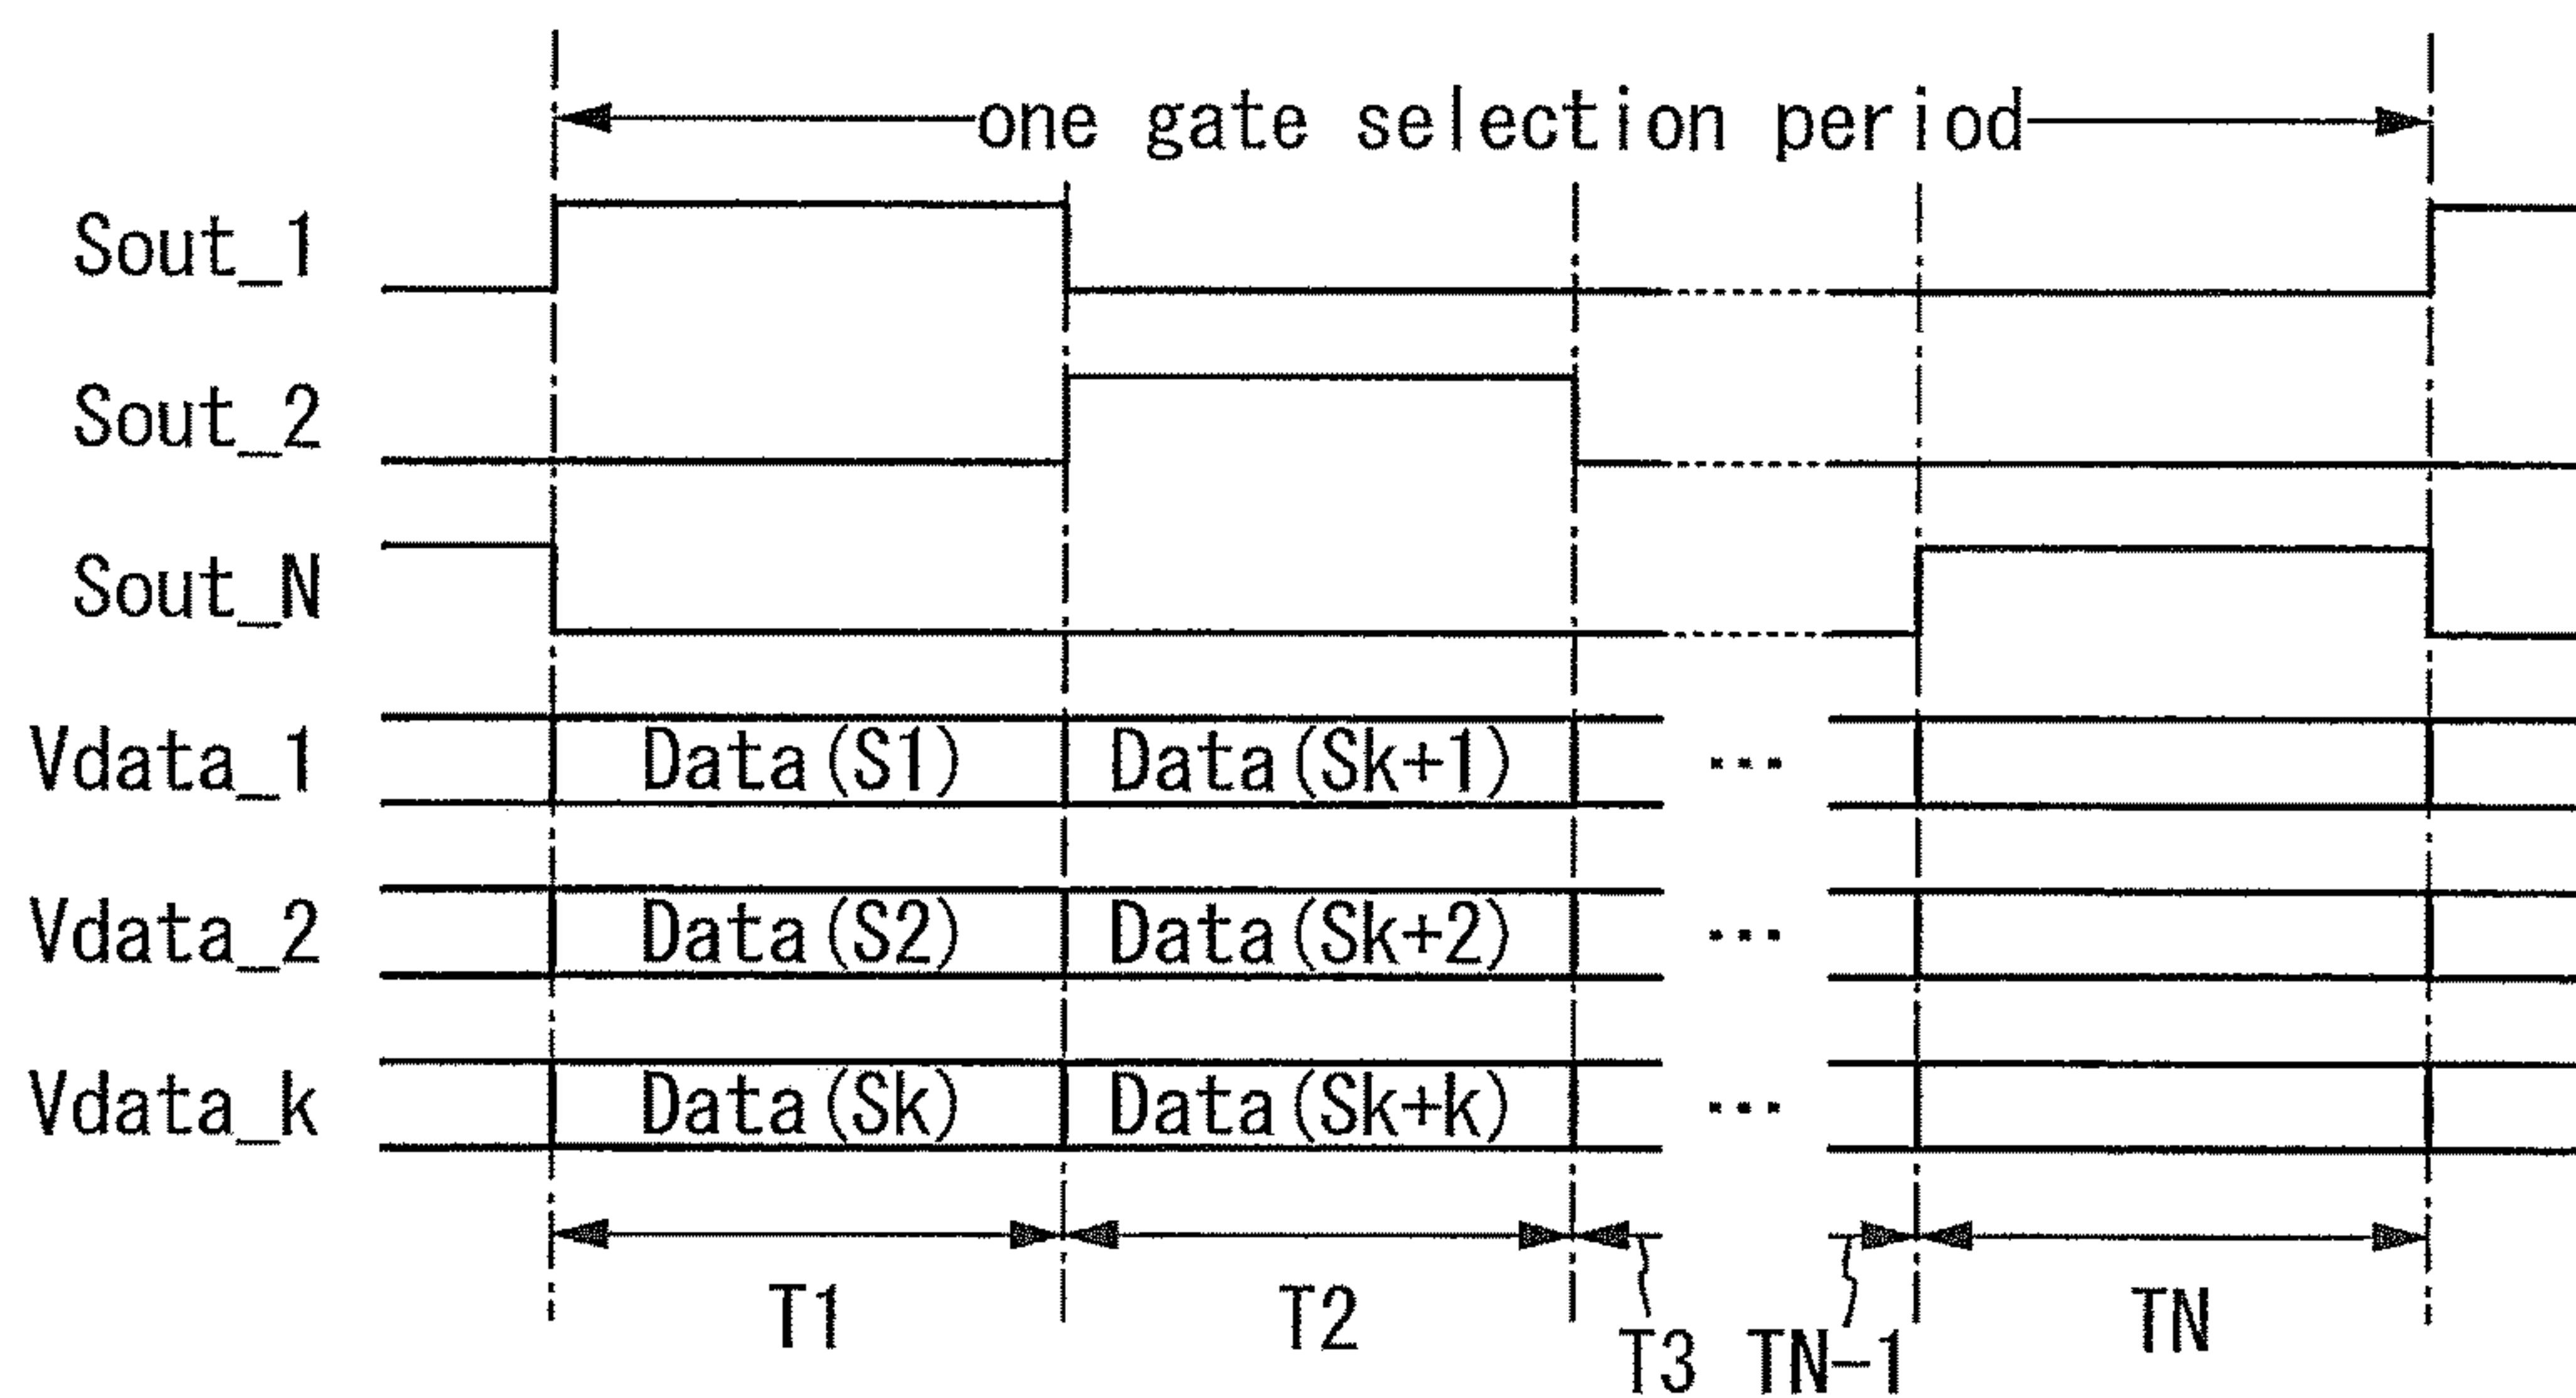 one gate selection period
Sout_1
Sout_2
Sout_N
Vdata_1 Data(S1) Data(Sk+1) ...
Vdata_2 Data(S2) Data(Sk+2) ...
Vdata_k Data(Sk) Data(Sk+k) ...
T1 T2 T3 TN-1 TN